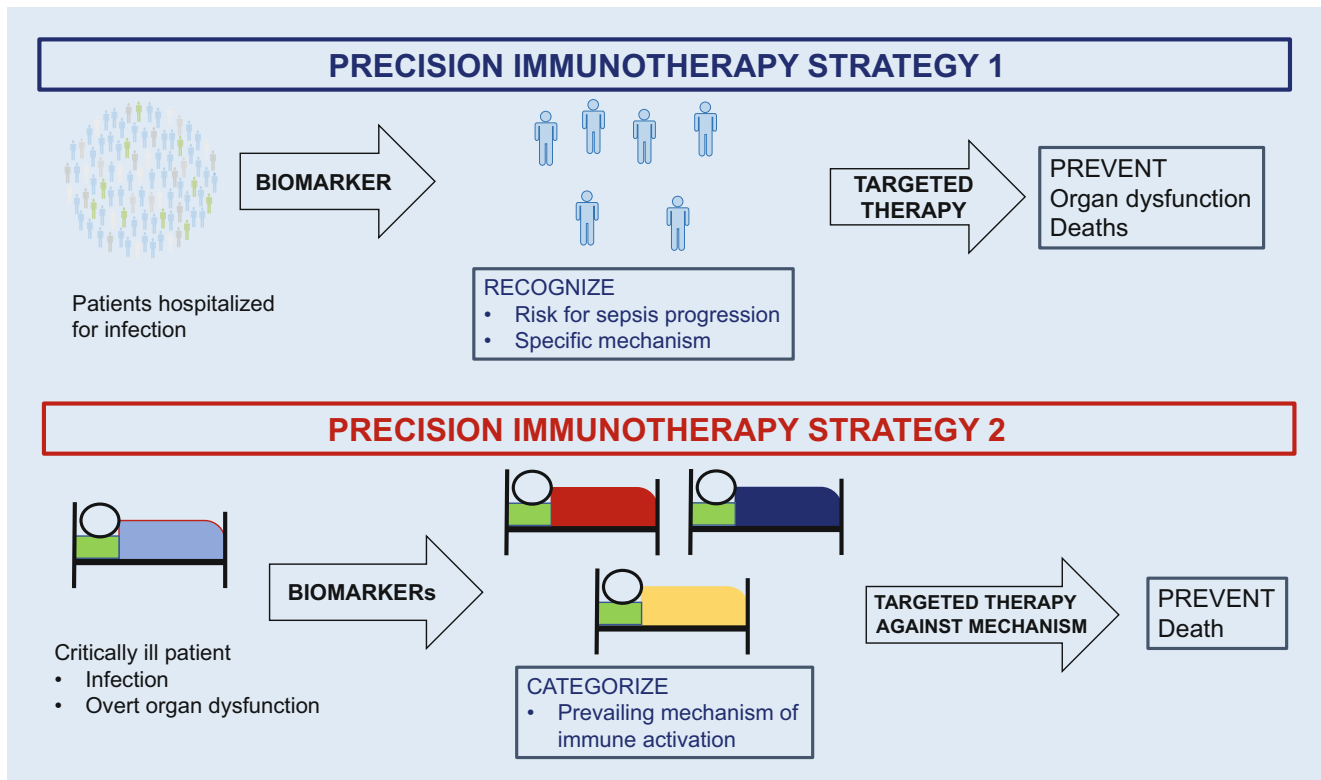 PRECISION IMMUNOTHERAPY STRATEGY 1
BIOMARKER
TARGETED
THERAPY
PREVENT
Organ dysfunction
Deaths
Patients hospitalized
for infection
RECOGNIZE
• Risk for sepsis progression
• Specific mechanism
PRECISION IMMUNOTHERAPY STRATEGY 2
BIOMARKERs
TARGETED THERAPY
AGAINST MECHANISM
PREVENT
Death
Critically ill patient
• Infection
• Overt organ dysfunction
CATEGORIZE
• Prevailing mechanism of
immune activation